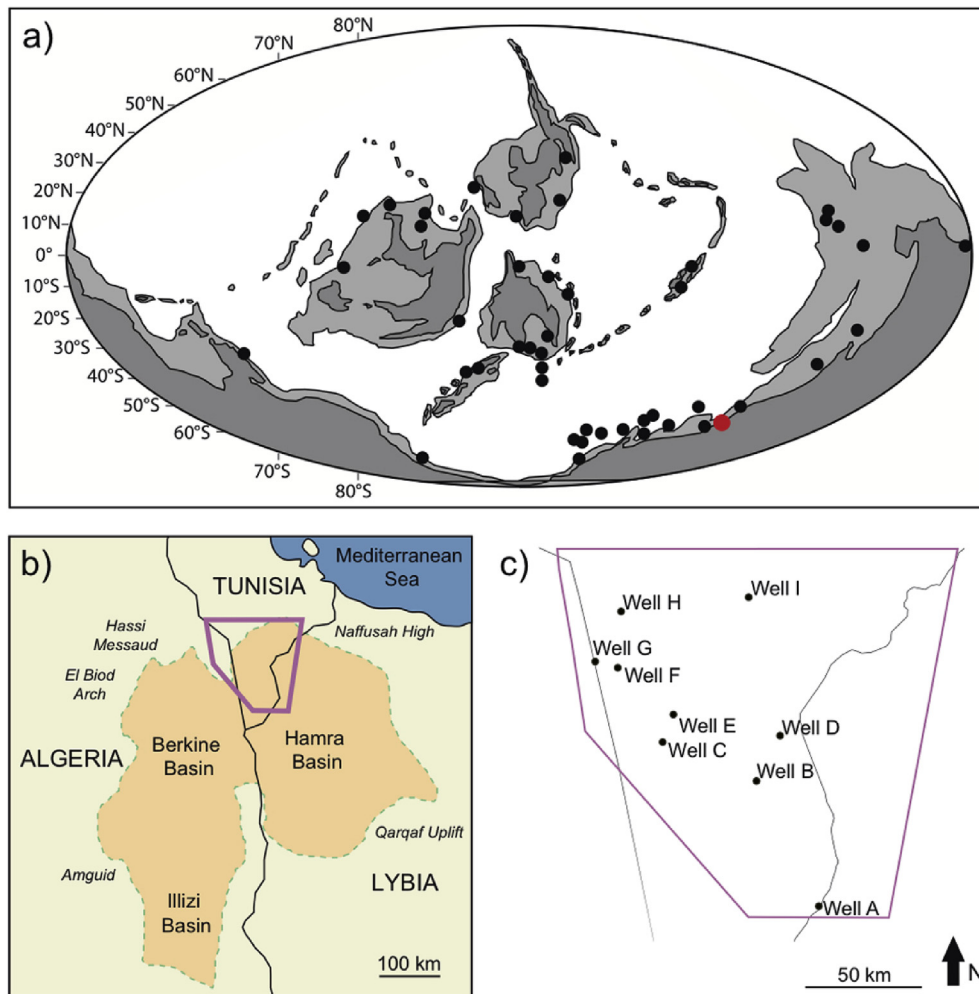 a)
80°N
70°N
60°N
50°N
40°N
30°N
20°N
10°N
0°
10°S
20°S
30°S
40°S
50°S
60°S
70°S
80°S
b)
Mediterranean
Sea
TUNISIA
Hassi
Messaud
Naffusah High
El Biod
Arch
ALGERIA
Berkine
Basin
Hamra
Basin
Qarqaf Uplift
Amguid
LYBIA
Illizi
Basin
100 km
c)
Well I
Well H
Well G
Well F
Well E
Well D
Well C
Well B
Well A
50 km
N